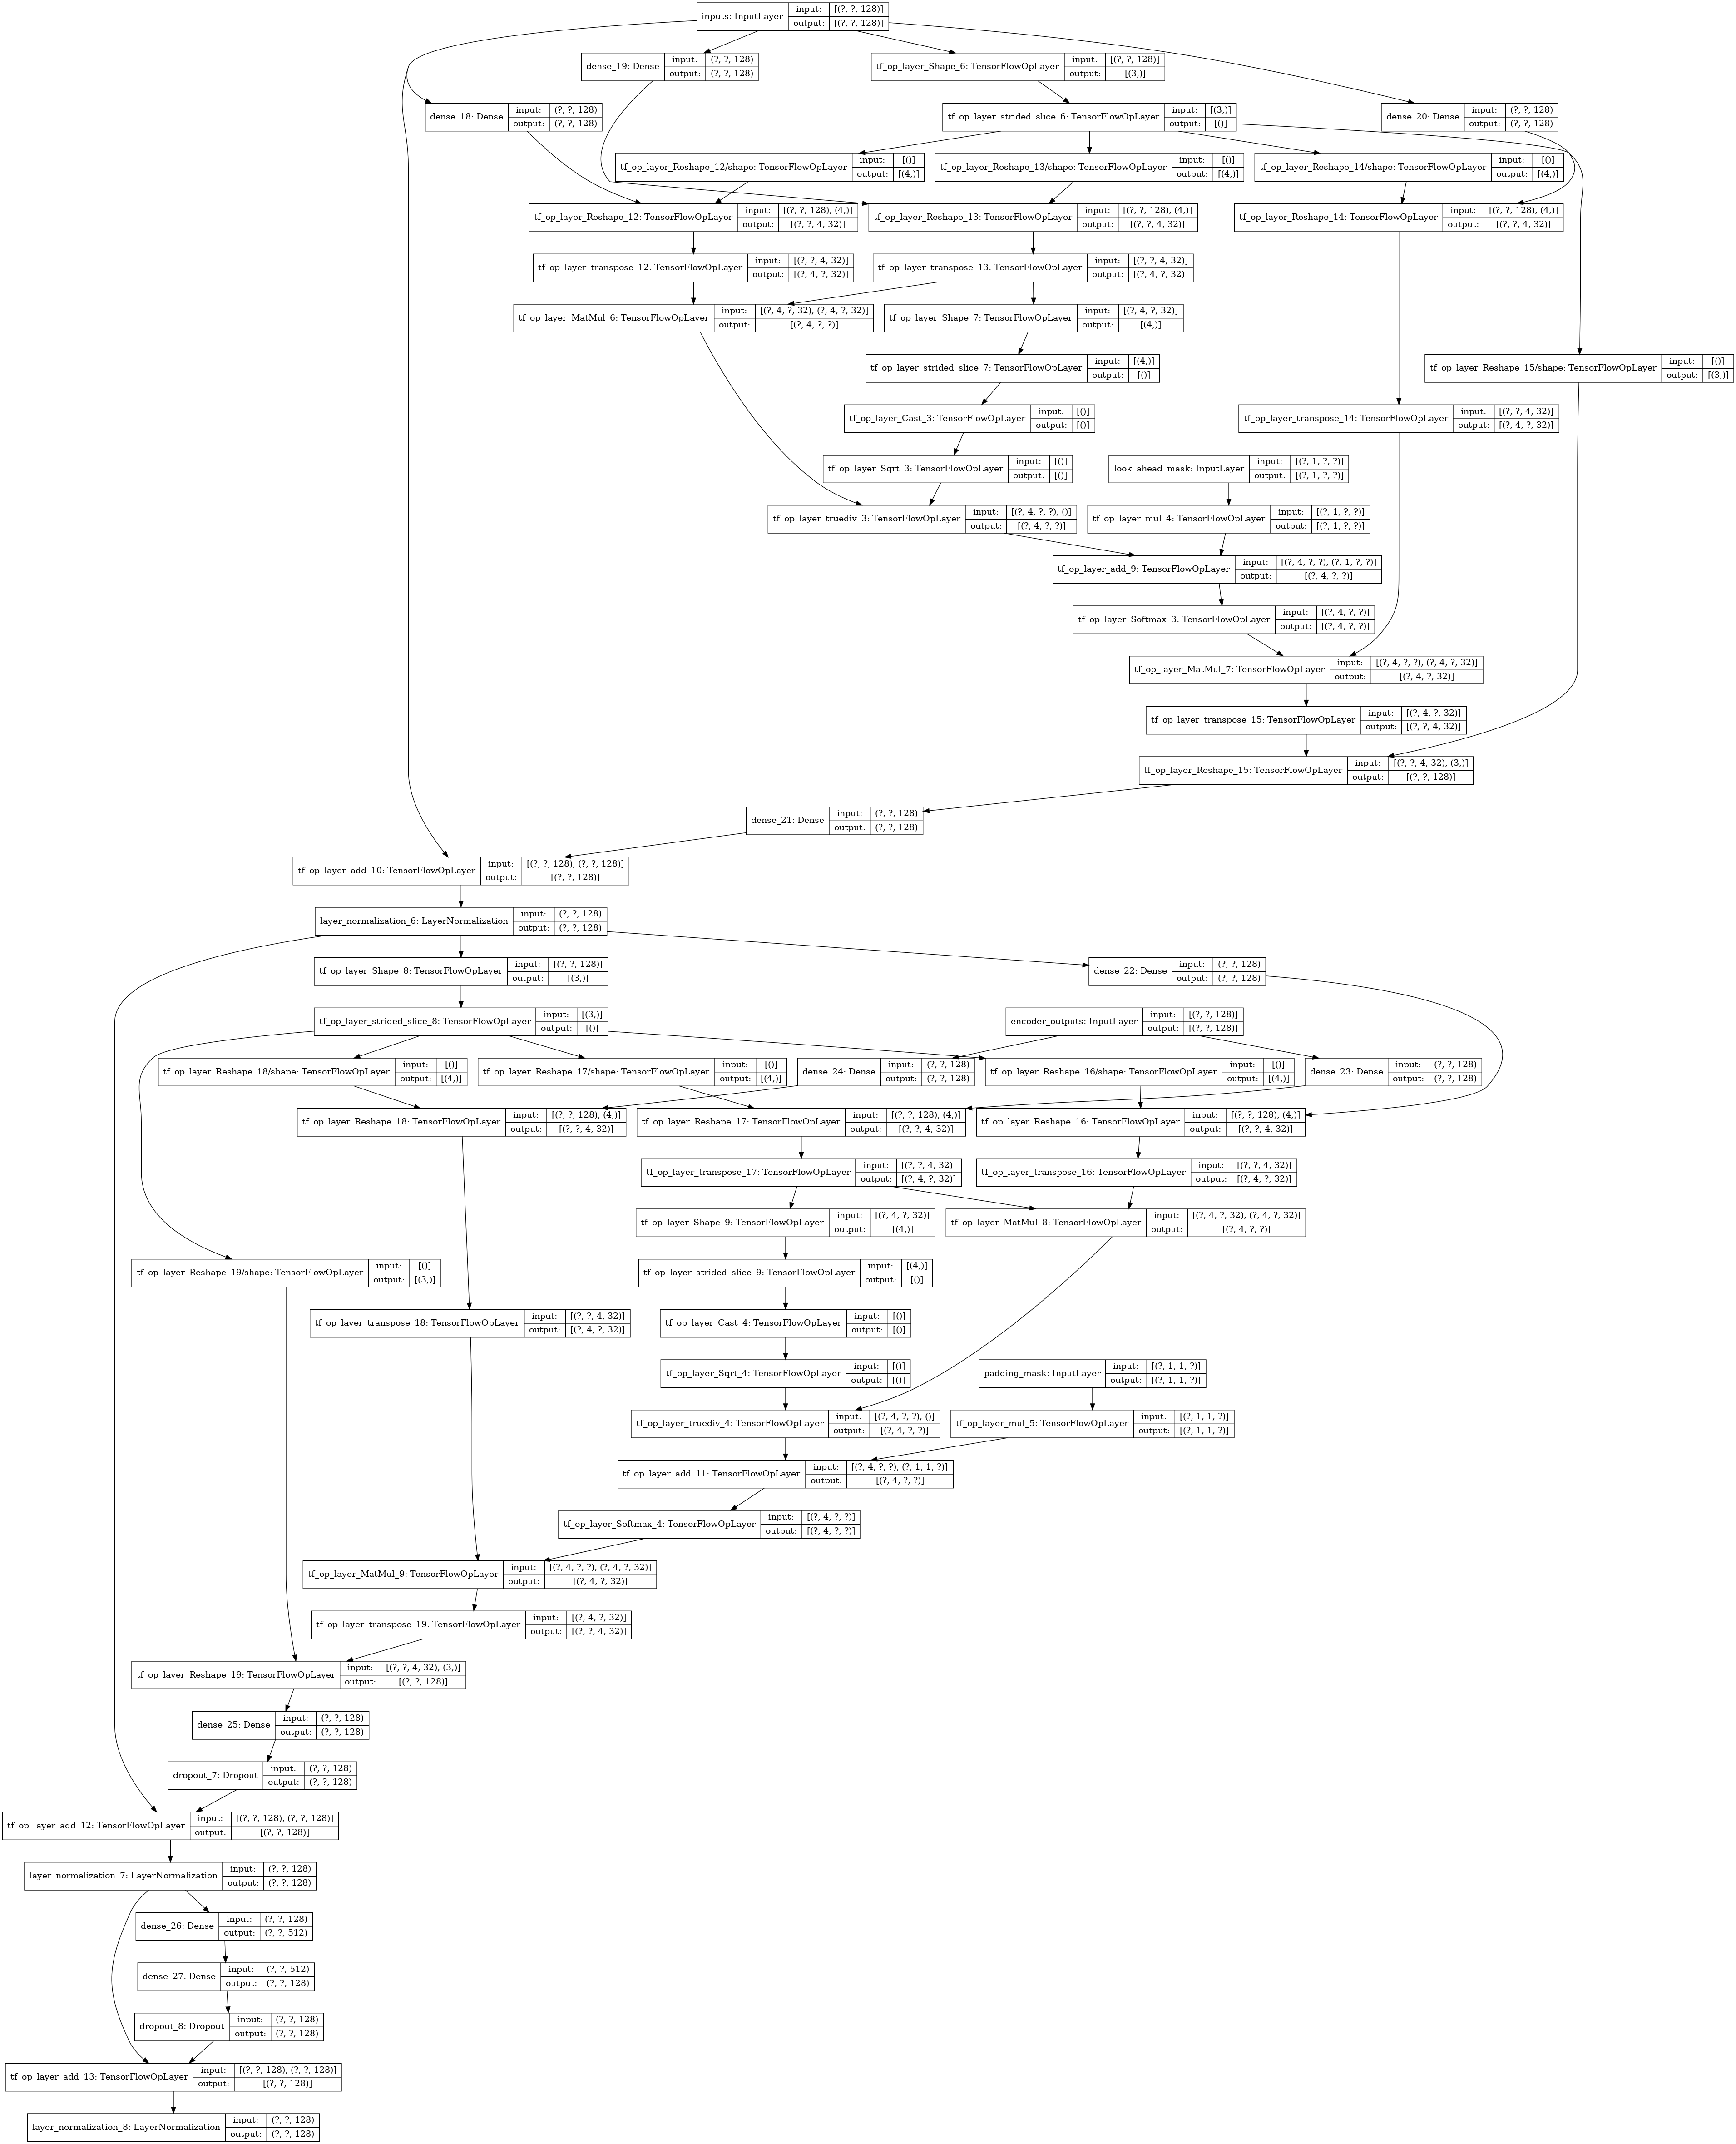 inputs: InputLayer input: [(?, ?, 128)]
output: [(?, ?, 128)]
dense_19: Dense input: (?, ?, 128)
output: (?, ?, 128)
tf_op_layer_Shape_6: TensorFlowOpLayer input: [(?, ?, 128)]
output: [(3,)]
dense_18: Dense input: (?, ?, 128)
output: (?, ?, 128)
tf_op_layer_strided_slice_6: TensorFlowOpLayer input: [(3,)]
output: [()]
dense_20: Dense input: (?, ?, 128)
output: (?, ?, 128)
tf_op_layer_Reshape_12/shape: TensorFlowOpLayer input: [()]
output: [(4,)]
tf_op_layer_Reshape_13/shape: TensorFlowOpLayer input: [()]
output: [(4,)]
tf_op_layer_Reshape_14/shape: TensorFlowOpLayer input: [()]
output: [(4,)]
tf_op_layer_Reshape_12: TensorFlowOpLayer input: [(?, ?, 128), (4,)]
output: [(?, ?, 4, 32)]
tf_op_layer_Reshape_13: TensorFlowOpLayer input: [(?, ?, 128), (4,)]
output: [(?, ?, 4, 32)]
tf_op_layer_Reshape_14: TensorFlowOpLayer input: [(?, ?, 128), (4,)]
output: [(?, ?, 4, 32)]
tf_op_layer_transpose_12: TensorFlowOpLayer input: [(?, ?, 4, 32)]
output: [(?, 4, ?, 32)]
tf_op_layer_transpose_13: TensorFlowOpLayer input: [(?, ?, 4, 32)]
output: [(?, 4, ?, 32)]
tf_op_layer_MatMul_6: TensorFlowOpLayer input: [(?, 4, ?, 32), (?, 4, ?, 32)]
output: [(?, 4, ?, ?)]
tf_op_layer_Shape_7: TensorFlowOpLayer input: [(?, 4, ?, 32)]
output: [(4,)]
tf_op_layer_strided_slice_7: TensorFlowOpLayer input: [(4,)]
output: [()]
tf_op_layer_Reshape_15/shape: TensorFlowOpLayer input: [()]
output: [(3,)]
tf_op_layer_Cast_3: TensorFlowOpLayer input: [()]
output: [()]
tf_op_layer_transpose_14: TensorFlowOpLayer input: [(?, ?, 4, 32)]
output: [(?, 4, ?, 32)]
tf_op_layer_Sqrt_3: TensorFlowOpLayer input: [()]
output: [()]
look_ahead_mask: InputLayer input: [(?, 1, ?, ?)]
output: [(?, 1, ?, ?)]
tf_op_layer_truediv_3: TensorFlowOpLayer input: [(?, 4, ?, ?), ()]
output: [(?, 4, ?, ?)]
tf_op_layer_mul_4: TensorFlowOpLayer input: [(?, 1, ?, ?)]
output: [(?, 1, ?, ?)]
tf_op_layer_add_9: TensorFlowOpLayer input: [(?, 4, ?, ?), (?, 1, ?, ?)]
output: [(?, 4, ?, ?)]
tf_op_layer_Softmax_3: TensorFlowOpLayer input: [(?, 4, ?, ?)]
output: [(?, 4, ?, ?)]
tf_op_layer_MatMul_7: TensorFlowOpLayer input: [(?, 4, ?, ?), (?, 4, ?, 32)]
output: [(?, 4, ?, 32)]
tf_op_layer_transpose_15: TensorFlowOpLayer input: [(?, 4, ?, 32)]
output: [(?, ?, 4, 32)]
tf_op_layer_Reshape_15: TensorFlowOpLayer input: [(?, ?, 4, 32), (3,)]
output: [(?, ?, 128)]
dense_21: Dense input: (?, ?, 128)
output: (?, ?, 128)
tf_op_layer_add_10: TensorFlowOpLayer input: [(?, ?, 128), (?, ?, 128)]
output: [(?, ?, 128)]
layer_normalization_6: LayerNormalization input: (?, ?, 128)
output: (?, ?, 128)
tf_op_layer_Shape_8: TensorFlowOpLayer input: [(?, ?, 128)]
output: [(3,)]
dense_22: Dense input: (?, ?, 128)
output: (?, ?, 128)
tf_op_layer_strided_slice_8: TensorFlowOpLayer input: [(3,)]
output: [()]
encoder_outputs: InputLayer input: [(?, ?, 128)]
output: [(?, ?, 128)]
tf_op_layer_Reshape_18/shape: TensorFlowOpLayer input: [()]
output: [(4,)]
tf_op_layer_Reshape_17/shape: TensorFlowOpLayer input: [()]
output: [(4,)]
dense_24: Dense input: (?, ?, 128)
output: (?, ?, 128)
tf_op_layer_Reshape_16/shape: TensorFlowOpLayer input: [()]
output: [(4,)]
dense_23: Dense input: (?, ?, 128)
output: (?, ?, 128)
tf_op_layer_Reshape_18: TensorFlowOpLayer input: [(?, ?, 128), (4,)]
output: [(?, ?, 4, 32)]
tf_op_layer_Reshape_17: TensorFlowOpLayer input: [(?, ?, 128), (4,)]
output: [(?, ?, 4, 32)]
tf_op_layer_Reshape_16: TensorFlowOpLayer input: [(?, ?, 128), (4,)]
output: [(?, ?, 4, 32)]
tf_op_layer_transpose_17: TensorFlowOpLayer input: [(?, ?, 4, 32)]
output: [(?, 4, ?, 32)]
tf_op_layer_transpose_16: TensorFlowOpLayer input: [(?, ?, 4, 32)]
output: [(?, 4, ?, 32)]
tf_op_layer_Shape_9: TensorFlowOpLayer input: [(?, 4, ?, 32)]
output: [(4,)]
tf_op_layer_MatMul_8: TensorFlowOpLayer input: [(?, 4, ?, 32), (?, 4, ?, 32)]
output: [(?, 4, ?, ?)]
tf_op_layer_Reshape_19/shape: TensorFlowOpLayer input: [()]
output: [(3,)]
tf_op_layer_strided_slice_9: TensorFlowOpLayer input: [(4,)]
output: [()]
tf_op_layer_transpose_18: TensorFlowOpLayer input: [(?, ?, 4, 32)]
output: [(?, 4, ?, 32)]
tf_op_layer_Cast_4: TensorFlowOpLayer input: [()]
output: [()]
tf_op_layer_Sqrt_4: TensorFlowOpLayer input: [()]
output: [()]
padding_mask: InputLayer input: [(?, 1, 1, ?)]
output: [(?, 1, 1, ?)]
tf_op_layer_truediv_4: TensorFlowOpLayer input: [(?, 4, ?, ?), ()]
output: [(?, 4, ?, ?)]
tf_op_layer_mul_5: TensorFlowOpLayer input: [(?, 1, 1, ?)]
output: [(?, 1, 1, ?)]
tf_op_layer_add_11: TensorFlowOpLayer input: [(?, 4, ?, ?), (?, 1, 1, ?)]
output: [(?, 4, ?, ?)]
tf_op_layer_Softmax_4: TensorFlowOpLayer input: [(?, 4, ?, ?)]
output: [(?, 4, ?, ?)]
tf_op_layer_MatMul_9: TensorFlowOpLayer input: [(?, 4, ?, ?), (?, 4, ?, 32)]
output: [(?, 4, ?, 32)]
tf_op_layer_transpose_19: TensorFlowOpLayer input: [(?, 4, ?, 32)]
output: [(?, ?, 4, 32)]
tf_op_layer_Reshape_19: TensorFlowOpLayer input: [(?, ?, 4, 32), (3,)]
output: [(?, ?, 128)]
dense_25: Dense input: (?, ?, 128)
output: (?, ?, 128)
dropout_7: Dropout input: (?, ?, 128)
output: (?, ?, 128)
tf_op_layer_add_12: TensorFlowOpLayer input: [(?, ?, 128), (?, ?, 128)]
output: [(?, ?, 128)]
layer_normalization_7: LayerNormalization input: (?, ?, 128)
output: (?, ?, 128)
dense_26: Dense input: (?, ?, 128)
output: (?, ?, 512)
dense_27: Dense input: (?, ?, 512)
output: (?, ?, 128)
dropout_8: Dropout input: (?, ?, 128)
output: (?, ?, 128)
tf_op_layer_add_13: TensorFlowOpLayer input: [(?, ?, 128), (?, ?, 128)]
output: [(?, ?, 128)]
layer_normalization_8: LayerNormalization input: (?, ?, 128)
output: (?, ?, 128)